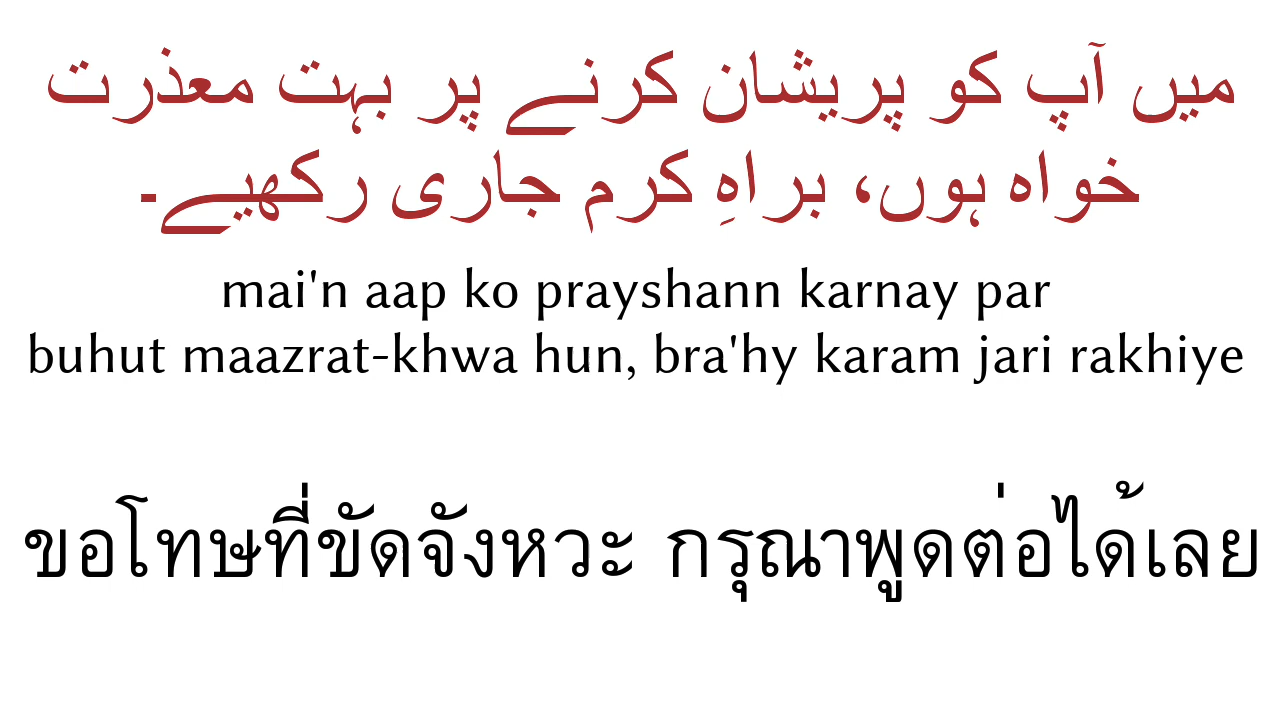 میں آپ کو پریشان کرنے پر بہت معذرت
خواہ ہوں، براہِ کرم جاری رکھیے۔
mai'n aap ko prayshann karnay par
buhut maazrat-khwa hun, bra'hy karam jari rakhiye
ขอโทษที่ขัดจังหวะ กรุณาพูดต่อได้เลย